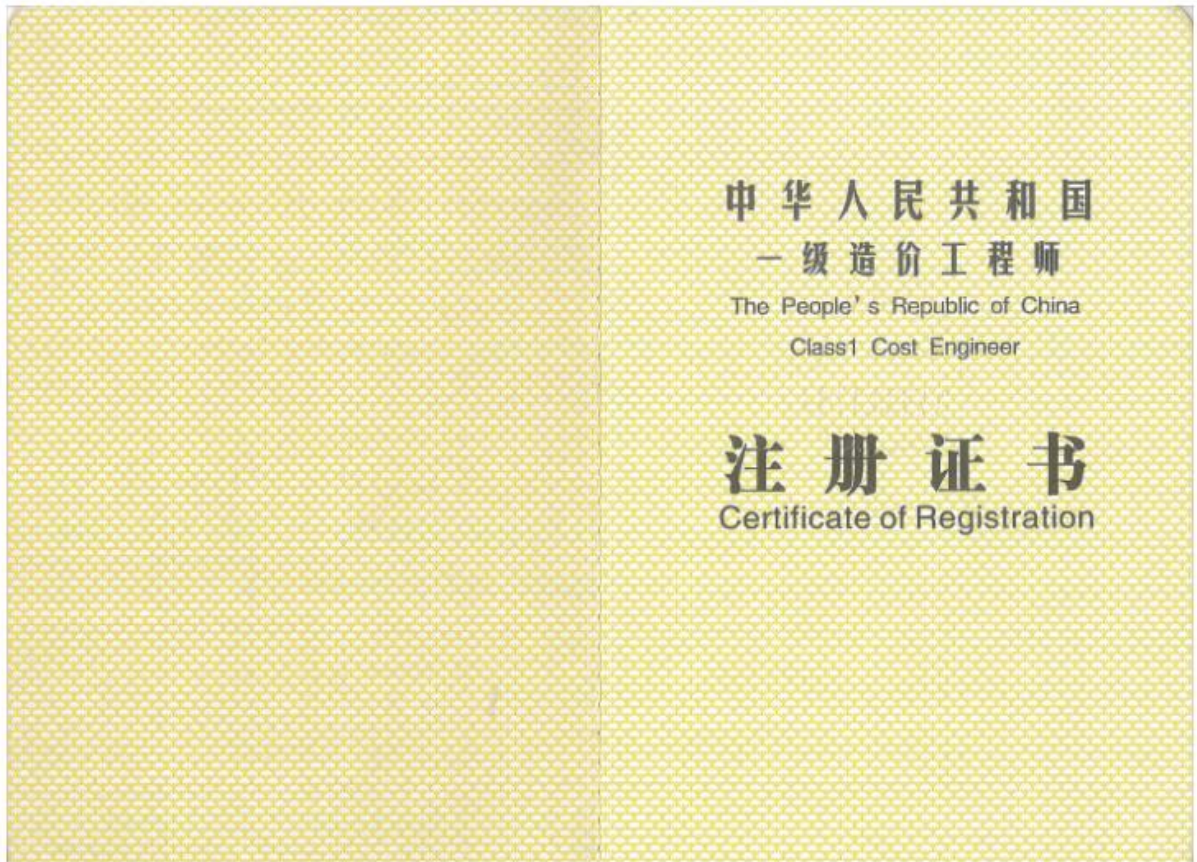 中华人民共和国
一级造价工程师
The People's Republic of China
Class1 Cost Engineer
注册证书
Certificate of Registration